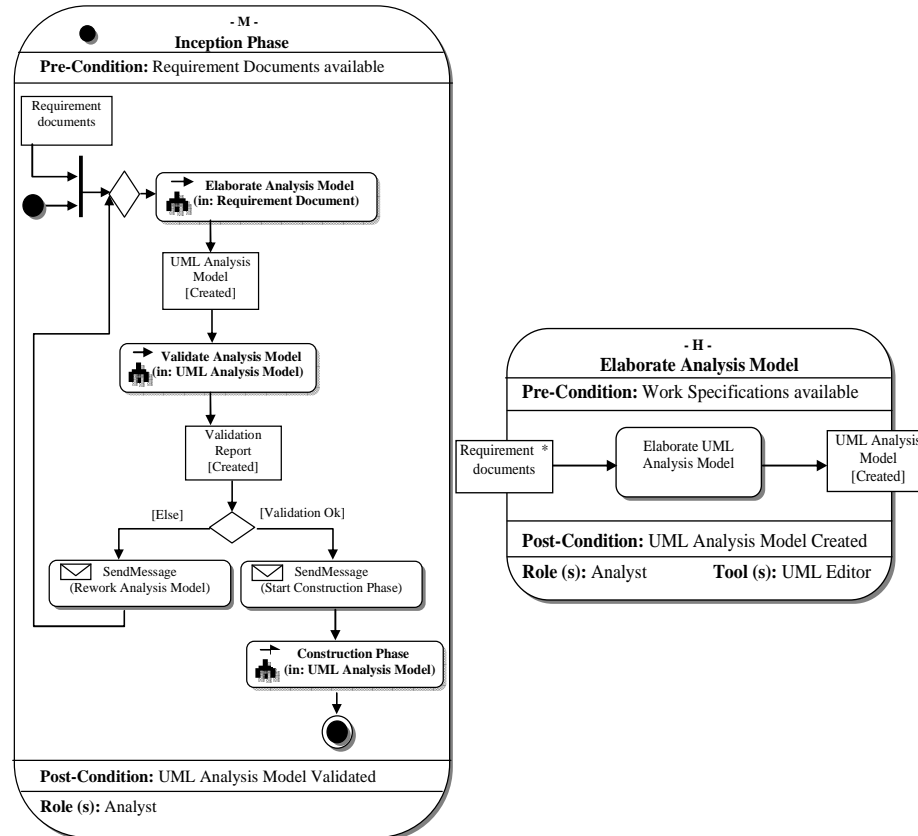 - M -
Inception Phase
Pre-Condition: Requirement Documents available
Requirement
documents
Elaborate Analysis Model
(in: Requirement Document)
UML Analysis
Model
[Created]
Validate Analysis Model
(in: UML Analysis Model)
Validation
Report
[Created]
[Else]
[Validation Ok]
SendMessage
(Rework Analysis Model)
SendMessage
(Start Construction Phase)
Construction Phase
(in: UML Analysis Model)
Post-Condition: UML Analysis Model Validated
Role (s): Analyst
- H -
Elaborate Analysis Model
Pre-Condition: Work Specifications available
Requirement *
documents
Elaborate UML
Analysis Model
UML Analysis
Model
[Created]
Post-Condition: UML Analysis Model Created
Role (s): Analyst Tool (s): UML Editor